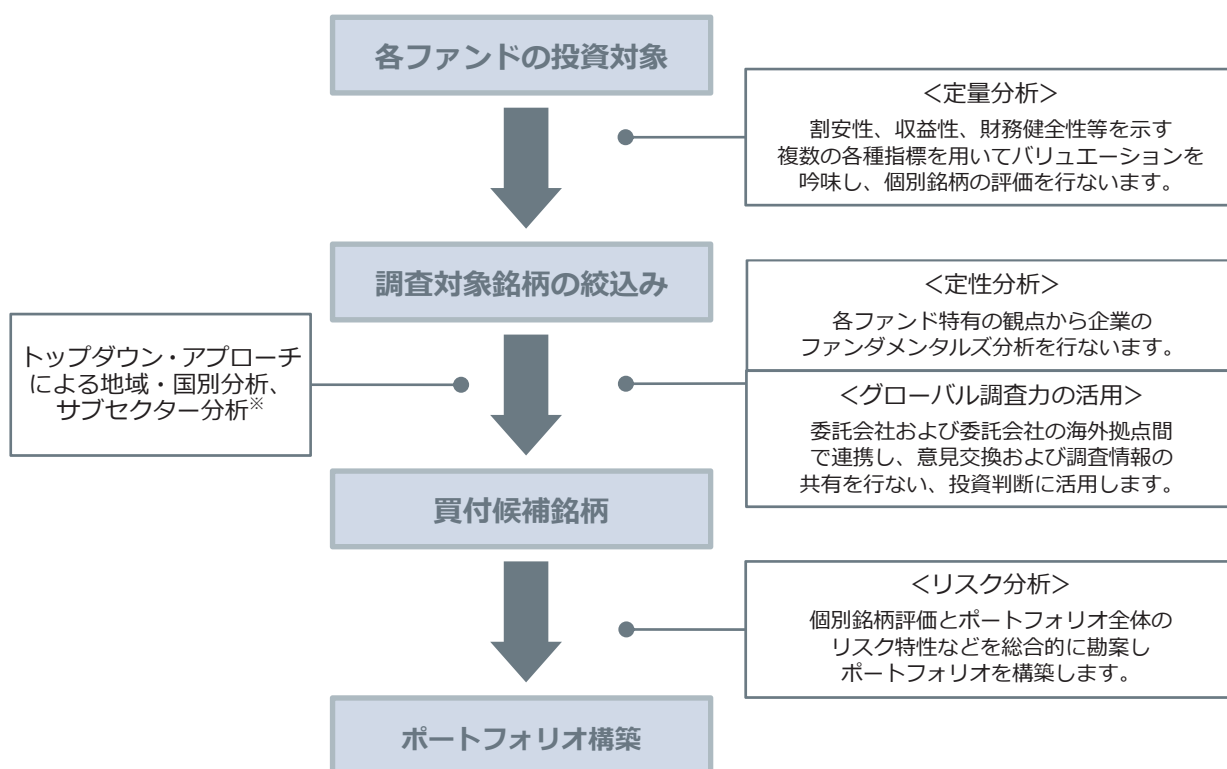 各ファンドの投資対象
＜定量分析＞
割安性、収益性、財務健全性等を示す
複数の各種指標を用いてバリュエーションを
吟味し、個別銘柄の評価を行ないます。
調査対象銘柄の絞込み
＜定性分析＞
各ファンド特有の観点から企業の
ファンダメンタルズ分析を行ないます。
トップダウン・アプローチ
による地域・国別分析、
サブセクター分析※
＜グローバル調査力の活用＞
委託会社および委託会社の海外拠点間
で連携し、意見交換および調査情報の
共有を行ない、投資判断に活用します。
買付候補銘柄
＜リスク分析＞
個別銘柄評価とポートフォリオ全体の
リスク特性などを総合的に勘案し
ポートフォリオを構築します。
ポートフォリオ構築